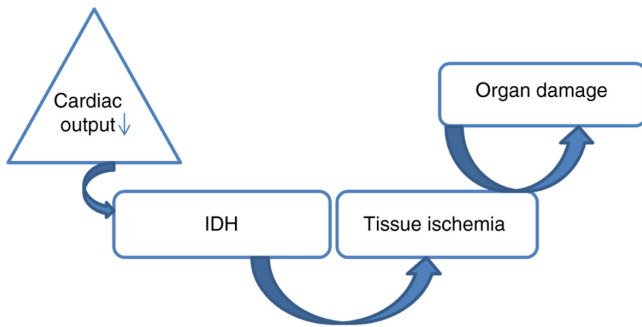 Cardiac
output↓
IDH
Tissue ischemia
Organ damage